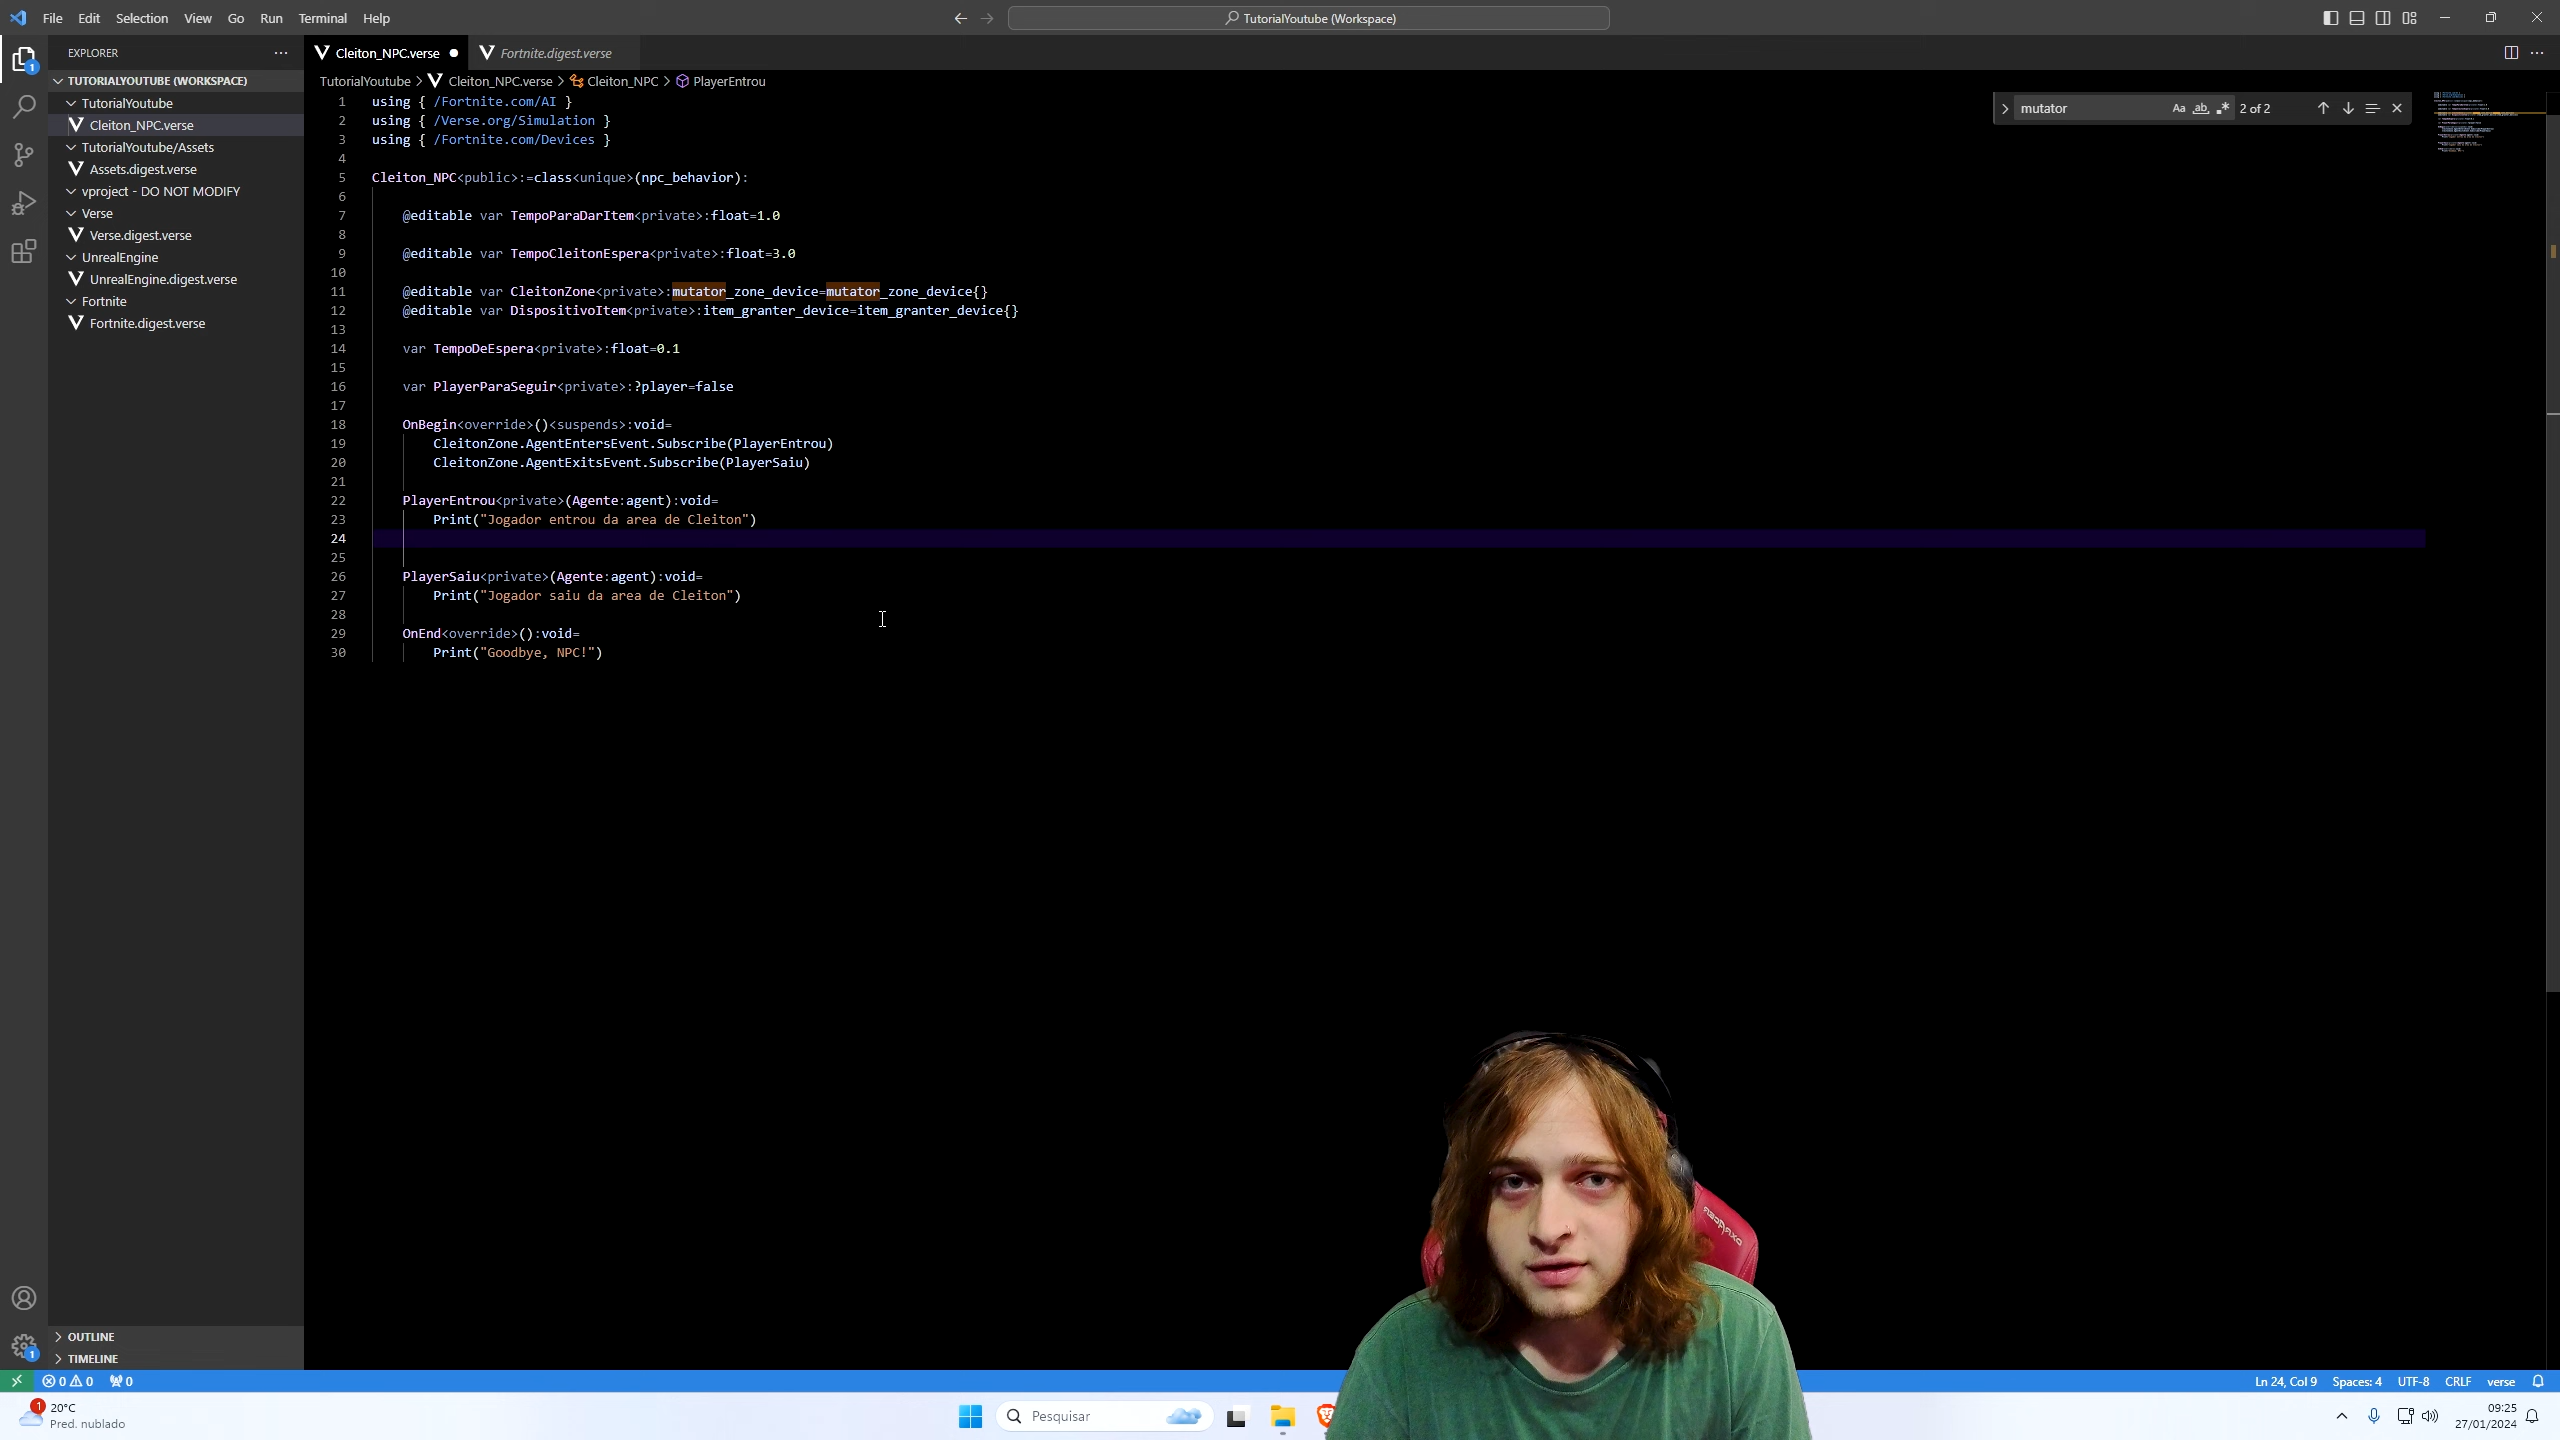 File Edit Selection View Go Run Terminal Help
TutorialYoutube (Workspace)
EXPLORER
Cleiton_NPC.verse
Fortnite.digest.verse
TUTORIALYOUTUBE (WORKSPACE)
TutorialYoutube
Cleiton_NPC.verse
TutorialYoutube/Assets
Assets.digest.verse
vproject - DO NOT MODIFY
Verse
Verse.digest.verse
UnrealEngine
UnrealEngine.digest.verse
Fortnite
Fortnite.digest.verse
OUTLINE
TIMELINE
TutorialYoutube > Cleiton_NPC.verse > Cleiton_NPC > PlayerEntrou
mutator Aa ab 2 of 2
1 using { /Fortnite.com/AI }
2 using { /Verse.org/Simulation }
3 using { /Fortnite.com/Devices }
4
5 Cleiton_NPC<public>:=class<unique>(npc_behavior):
6
7 @editable var TempoParaDarItem<private>:float=1.0
8
9 @editable var TempoCleitonEspera<private>:float=3.0
10
11 @editable var CleitonZone<private>:mutator_zone_device=mutator_zone_device{}
12 @editable var DispositivoItem<private>:item_granter_device=item_granter_device{}
13
14 var TempoDeEspera<private>:float=0.1
15
16 var PlayerParaSeguir<private>:?player=false
17
18 OnBegin<override>()<suspends>:void=
19 CleitonZone.AgentEntersEvent.Subscribe(PlayerEntrou)
20 CleitonZone.AgentExitsEvent.Subscribe(PlayerSaiu)
21
22 PlayerEntrou<private>(Agente:agent):void=
23 Print("Jogador entrou da area de Cleiton")
24
25
26 PlayerSaiu<private>(Agente:agent):void=
27 Print("Jogador saiu da area de Cleiton")
28
29 OnEnd<override>():void=
30 Print("Goodbye, NPC!")
1
1
0 0 0
Ln 24, Col 9 Spaces: 4 UTF-8 CRLF verse
1
20°C
Pred. nublado
Pesquisar
09:25
27/01/2024